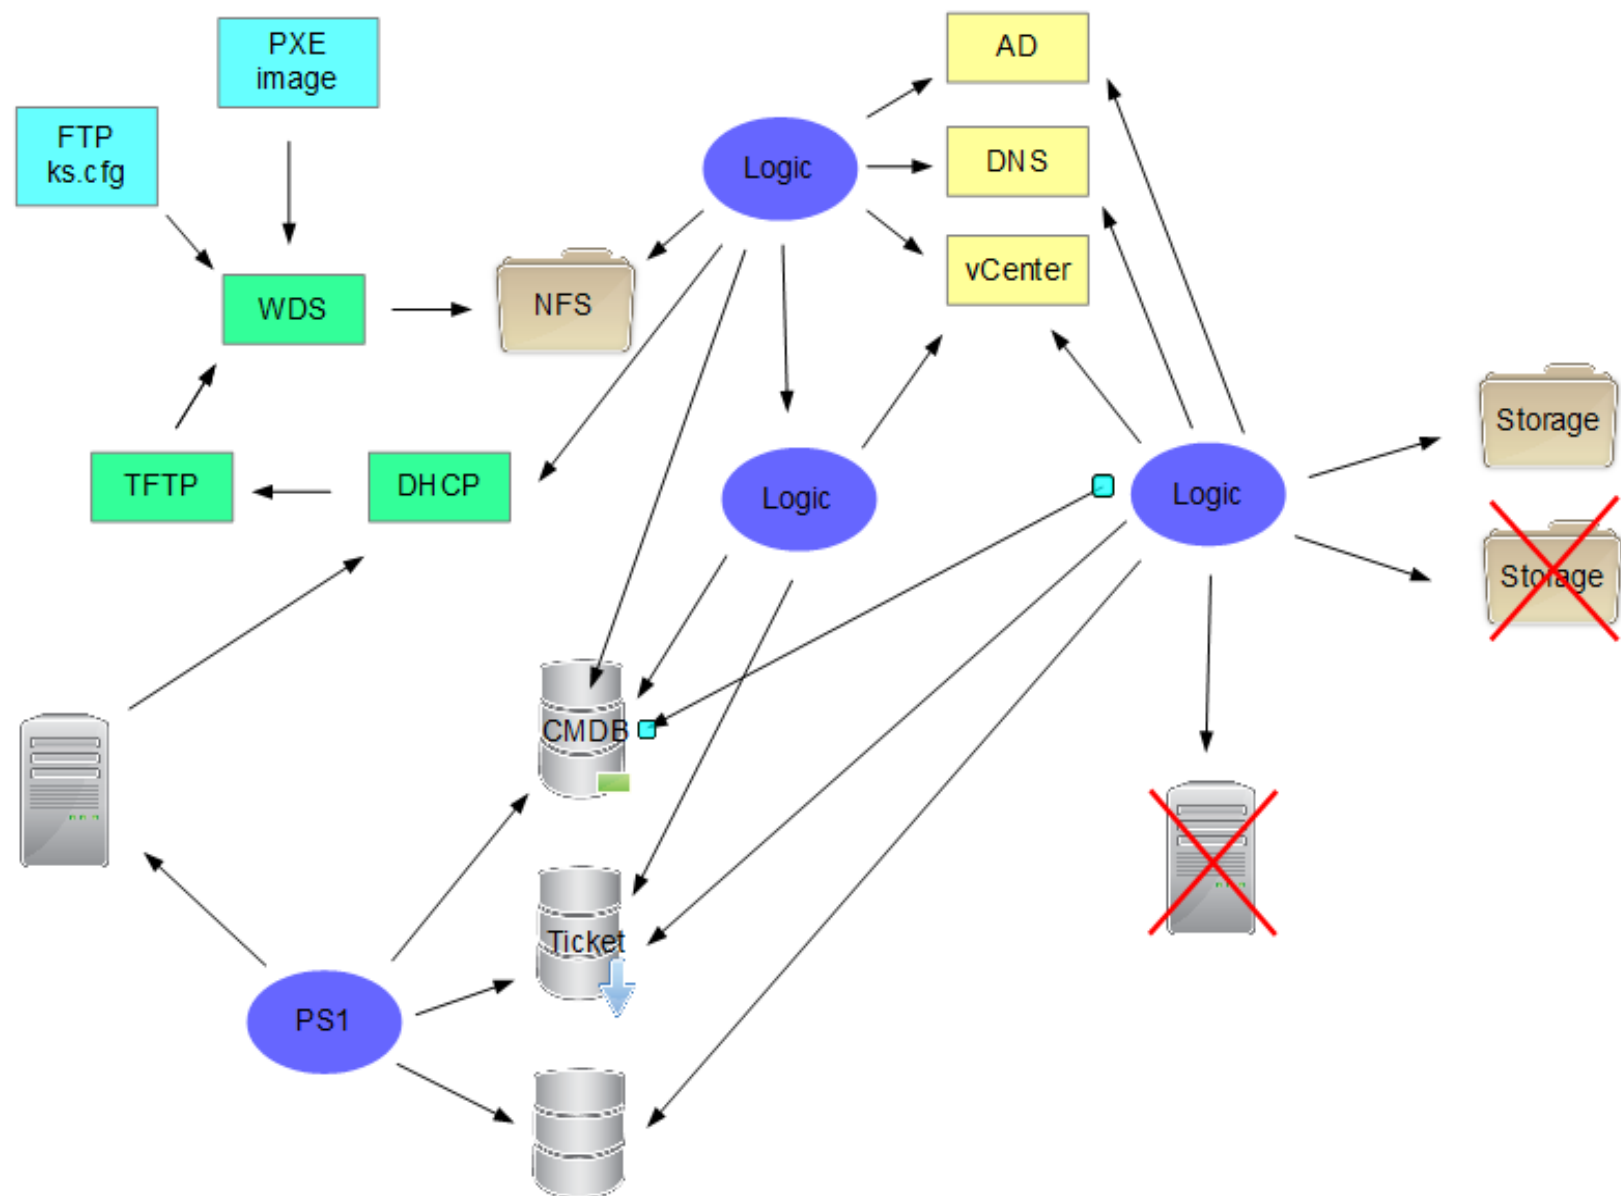 PXE
image
AD
FTP
ks.cfg
Logic
DNS
vCenter
WDS
NFS
Storage
TFTP
DHCP
Logic
Logic
Storage
CMDB
Ticket
PS1